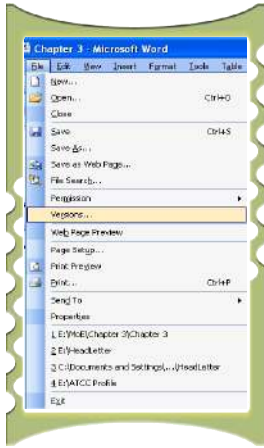 Chapter 3 - Microsoft Word
File Edit View Insert Format Tools Table
New...
Open... Ctrl+O
Close
Save Ctrl+S
Save As...
Save as Web Page...
File Search...
Permission
Versions...
Web Page Preview
Page Setup...
Print Preview
Print... Ctrl+P
Send To
Properties
1 E:\MoE\Chapter 3\Chapter 3
2 E:\HeadLetter
3 C:\Documents and Settings\...\HeadLetter
4 E:\ATCC Profile
Exit